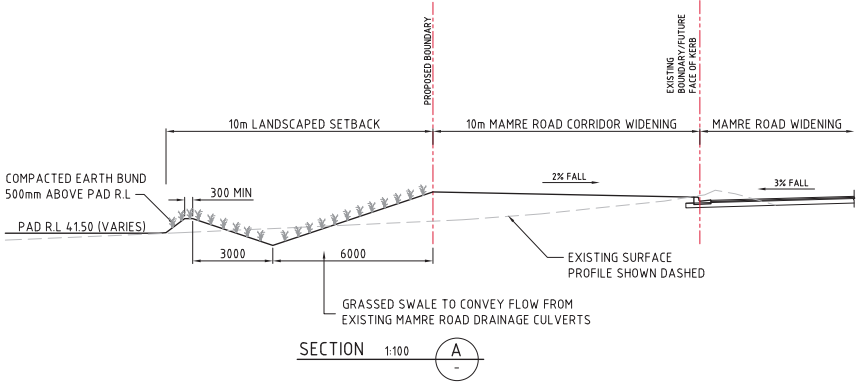 PROPOSED BOUNDARY
EXISTING
BOUNDARY/FUTURE
FACE OF KERB
10m LANDSCAPED SETBACK
10m MAMRE ROAD CORRIDOR WIDENING
MAMRE ROAD WIDENING
COMPACTED EARTH BUND
500mm ABOVE PAD R.L
300 MIN
2% FALL
3% FALL
PAD R.L 41.50 (VARIES)
3000
6000
EXISTING SURFACE
PROFILE SHOWN DASHED
GRASSED SWALE TO CONVEY FLOW FROM
EXISTING MAMRE ROAD DRAINAGE CULVERTS
SECTION 1:100 A
-